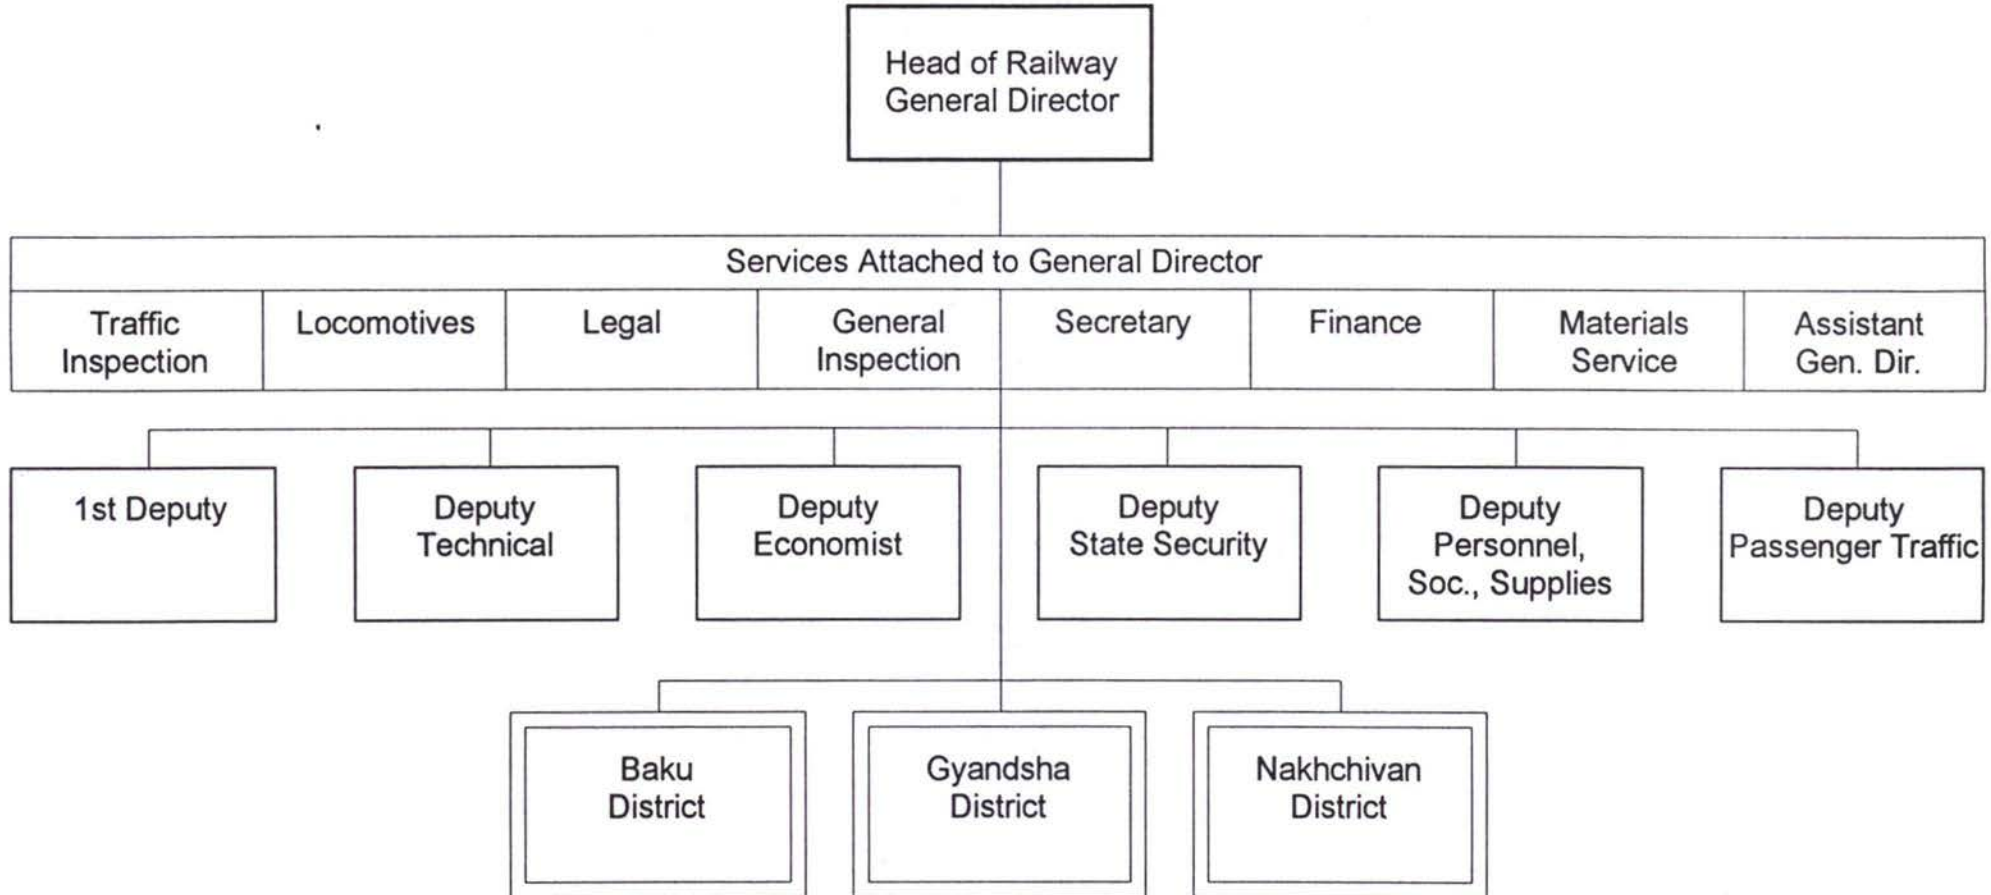 Head of Railway
General Director
Services Attached to General Director
Traffic
Inspection
Locomotives
Legal
General
Inspection
Secretary
Finance
Materials
Service
Assistant
Gen. Dir.
1st Deputy
Deputy
Technical
Deputy
Economist
Deputy
State Security
Deputy
Personnel,
Soc., Supplies
Deputy
Passenger Traffic
Baku
District
Gyandsha
District
Nakhchivan
District